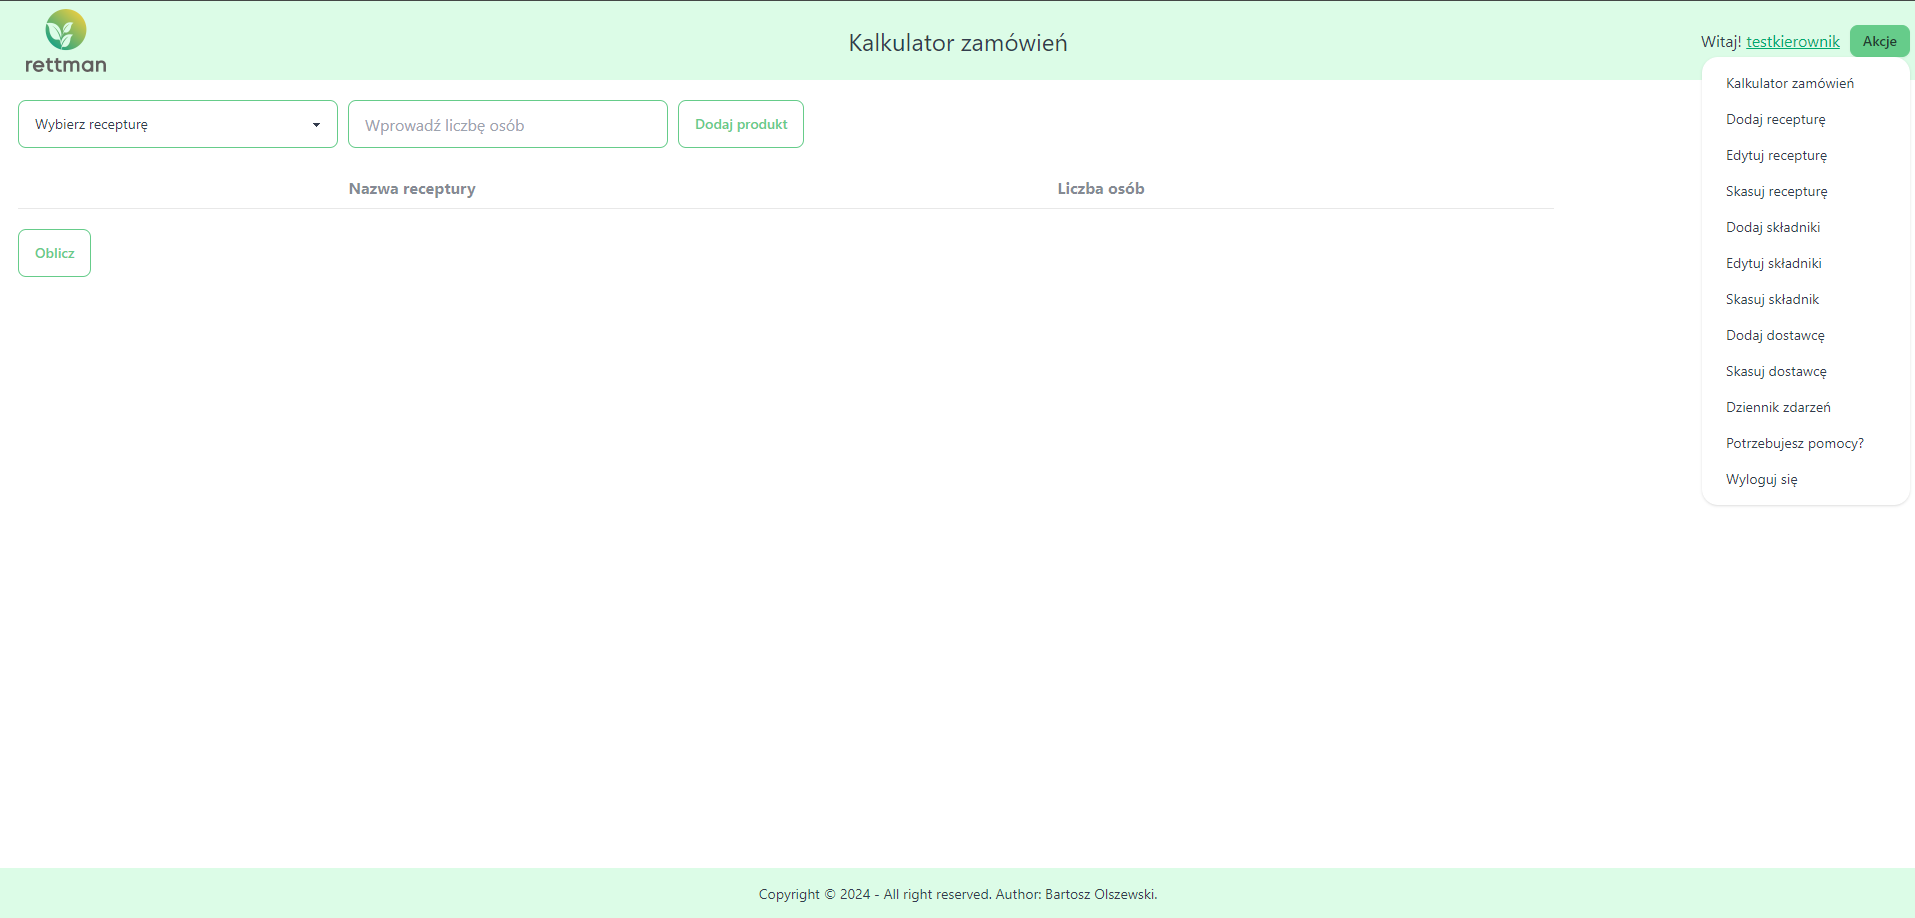 rettman
Kalkulator zamówień
Witaj! testkierownik
Akcje
Kalkulator zamówień
Dodaj recepturę
Edytuj recepturę
Skasuj recepturę
Dodaj składniki
Edytuj składniki
Skasuj składnik
Dodaj dostawcę
Skasuj dostawcę
Dziennik zdarzeń
Potrzebujesz pomocy?
Wyloguj się
Wybierz recepturę
Wprowadź liczbę osób
Dodaj produkt
Nazwa receptury
Liczba osób
Oblicz
Copyright © 2024 - All right reserved. Author: Bartosz Olszewski.